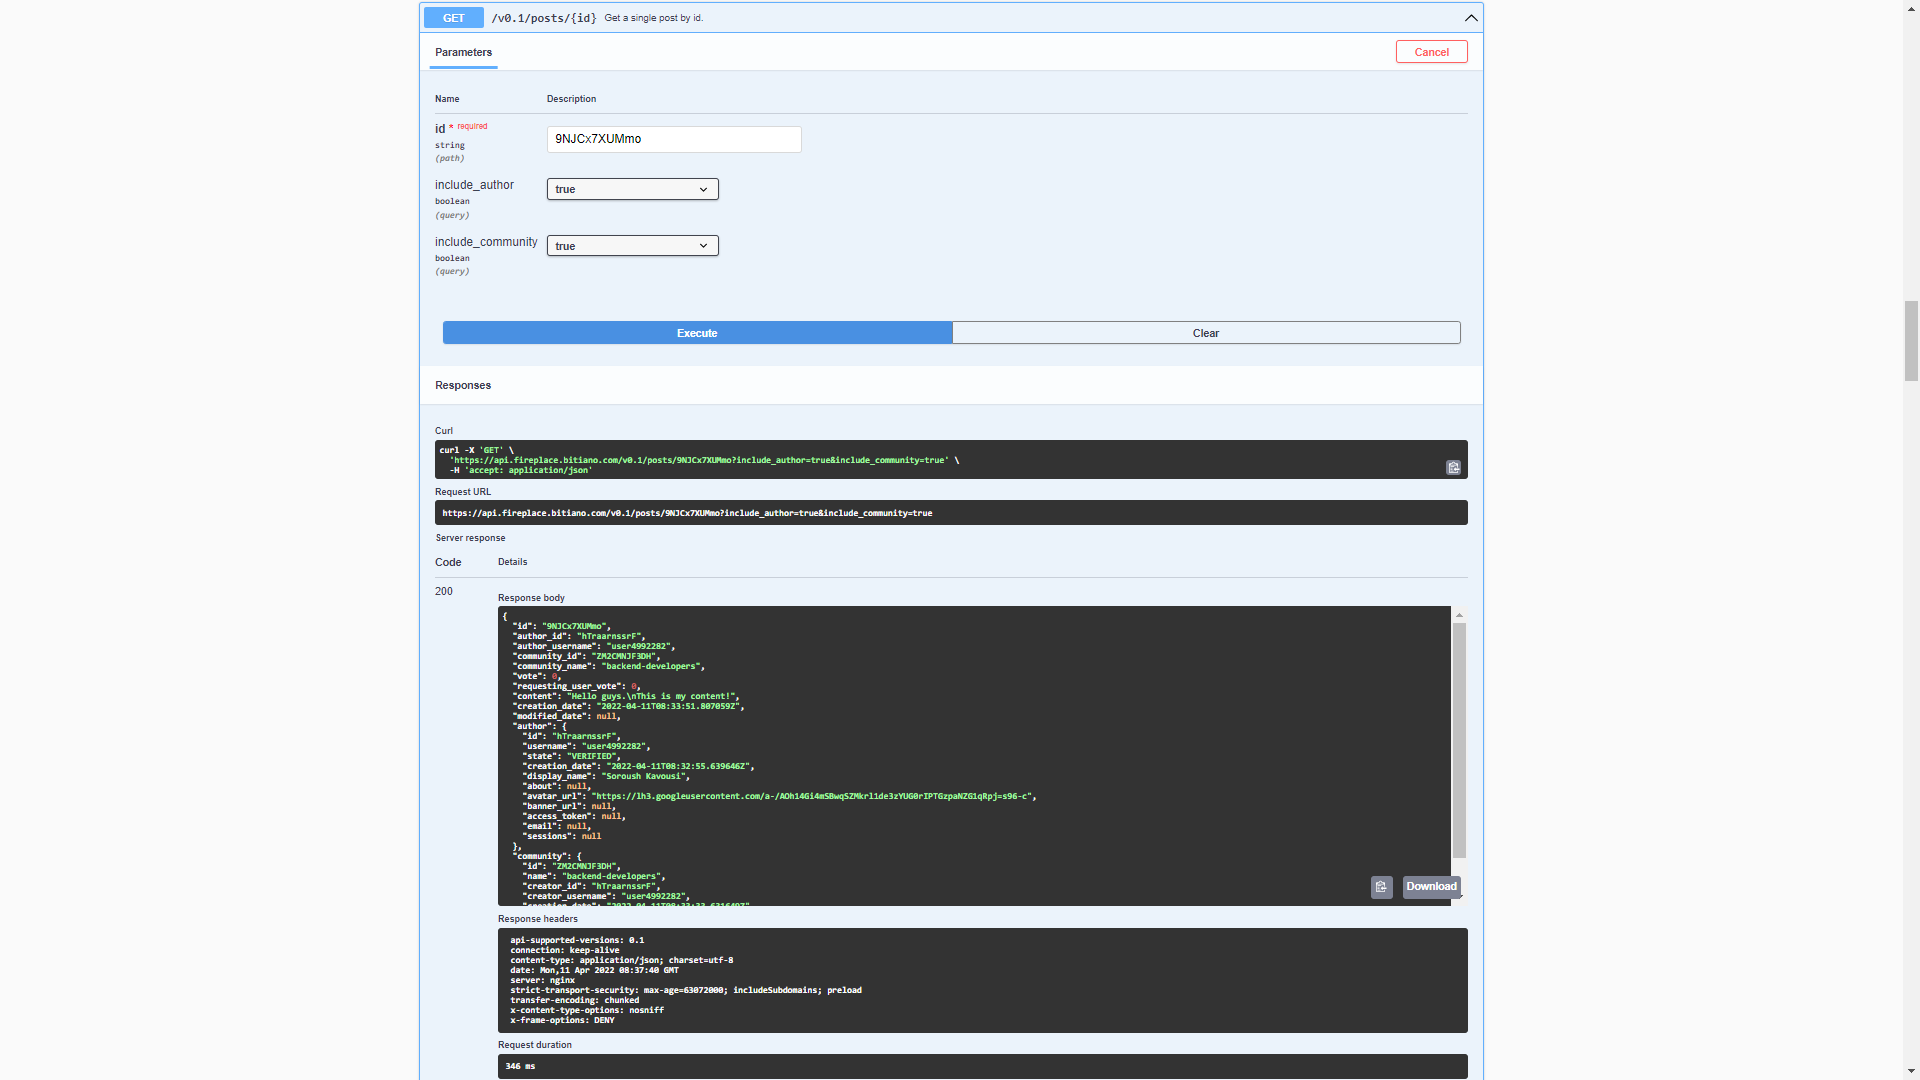 GET /v0.1/posts/{id} Get a single post by id.
Parameters
Cancel
Name Description
id * required
string
(path)
9NJCx7XUMmo
include_author
boolean
(query)
true
include_community
boolean
(query)
true
Execute
Clear
Responses
Curl
curl -X 'GET' \
'https://api.fireplace.bitiano.com/v0.1/posts/9NJCx7XUMmo?include_author=true&include_community=true' \
-H 'accept: application/json'
Request URL
https://api.fireplace.bitiano.com/v0.1/posts/9NJCx7XUMmo?include_author=true&include_community=true
Server response
Code Details
200
Response body
{
"id": "9NJCx7XUMmo",
"author_id": "hTraarnssrF",
"author_username": "user4992282",
"community_id": "ZM2CMNJF3DH",
"community_name": "backend-developers",
"vote": 0,
"requesting_user_vote": 0,
"content": "Hello guys.\nThis is my content!",
"creation_date": "2022-04-11T08:33:51.807059Z",
"modified_date": null,
"author": {
"id": "hTraarnssrF",
"username": "user4992282",
"state": "VERIFIED",
"creation_date": "2022-04-11T08:32:55.639646Z",
"display_name": "Soroush Kavousi",
"about": null,
"avatar_url": "https://lh3.googleusercontent.com/a-/AOh14Gi4mSBwqSZMkrl1de3zYUG0rIPTGzpaNZG1qRpj=s96-c",
"banner_url": null,
"access_token": null,
"email": null,
"sessions": null
},
"community": {
"id": "ZM2CMNJF3DH",
"name": "backend-developers",
"creator_id": "hTraarnssrF",
"creator_username": "user4992282",
Download
Response headers
api-supported-versions: 0.1
connection: keep-alive
content-type: application/json; charset=utf-8
date: Mon,11 Apr 2022 08:37:40 GMT
server: nginx
strict-transport-security: max-age=63072000; includeSubdomains; preload
transfer-encoding: chunked
x-content-type-options: nosniff
x-frame-options: DENY
Request duration
346 ms